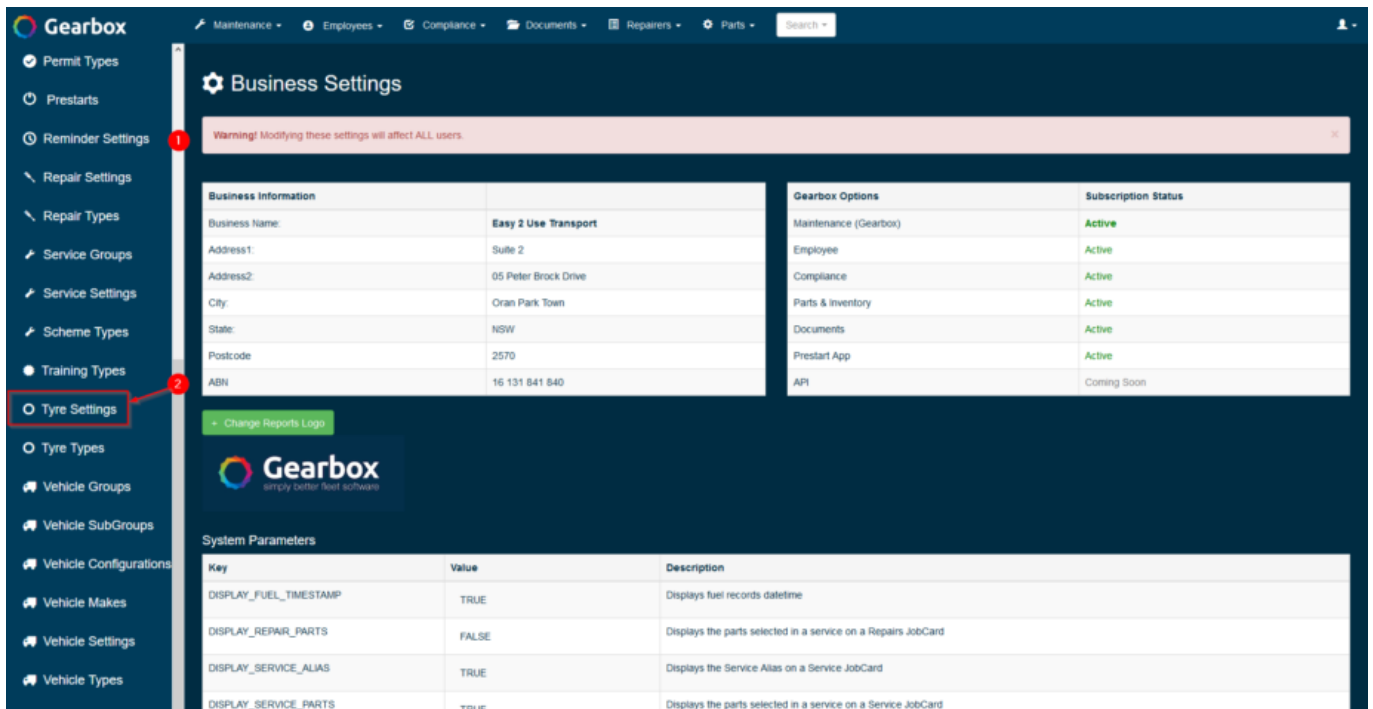 Gearbox
Maintenance
Employees
Compliance
Documents
Repairers
Parts
Search
Permit Types
Prestarts
Reminder Settings
1
Repair Settings
Repair Types
Service Groups
Service Settings
Scheme Types
Training Types
2
Tyre Settings
Tyre Types
Vehicle Groups
Vehicle SubGroups
Vehicle Configurations
Vehicle Makes
Vehicle Settings
Vehicle Types
Business Settings
Warning! Modifying these settings will affect ALL users.
×
Business Information
Business Name: Easy 2 Use Transport
Address1: Suite 2
Address2: 05 Peter Brock Drive
City: Oran Park Town
State: NSW
Postcode 2570
ABN 16 131 841 840
Gearbox Options Subscription Status
Maintenance (Gearbox) Active
Employee Active
Compliance Active
Parts & Inventory Active
Documents Active
Prestart App Active
API Coming Soon
+ Change Reports Logo
Gearbox
simply better fleet software
System Parameters
Key Value Description
DISPLAY_FUEL_TIMESTAMP TRUE Displays fuel records datetime
DISPLAY_REPAIR_PARTS FALSE Displays the parts selected in a service on a Repairs JobCard
DISPLAY_SERVICE_ALIAS TRUE Displays the Service Alias on a Service JobCard
DISPLAY_SERVICE_PARTS TRUE Displays the parts selected in a service on a Service JobCard